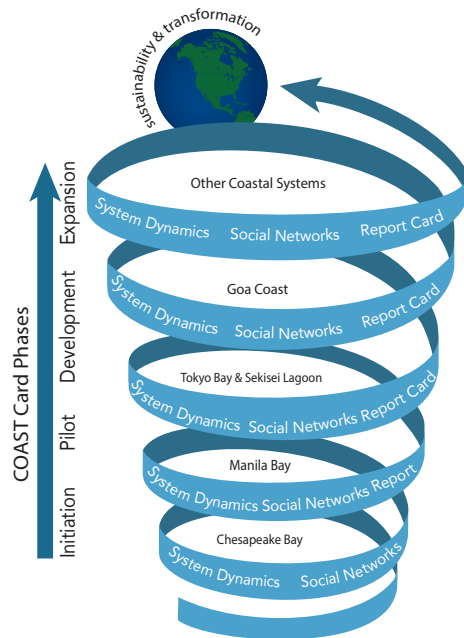 sustainability & transformation
Other Coastal Systems
System Dynamics Social Networks Report Card
Goa Coast
System Dynamics Social Networks Report Card
Tokyo Bay & Sekisei Lagoon
System Dynamics Social Networks Report Card
Manila Bay
System Dynamics Social Networks Report
Chesapeake Bay
System Dynamics Social Networks
COAST Card Phases
Expansion
Development
Pilot
Initiation